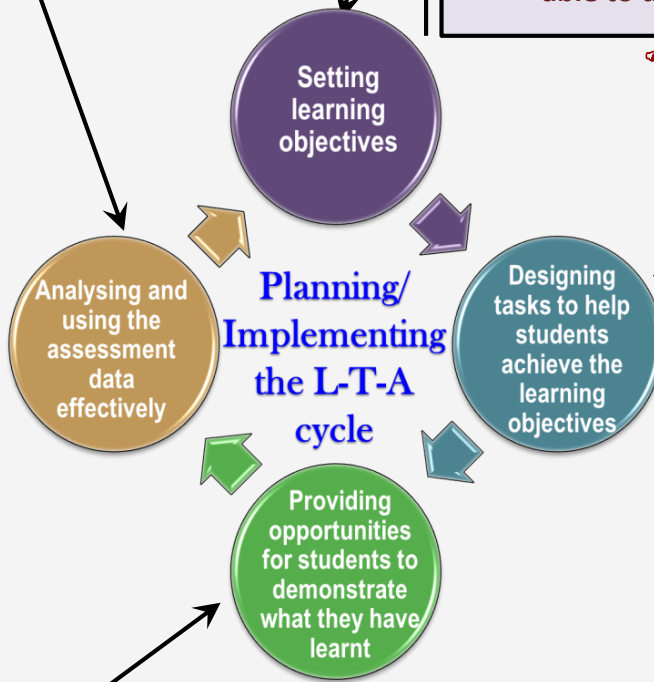 Setting
learning
objectives
Designing
tasks to help
students
achieve the
learning
objectives
Providing
opportunities
for students to
demonstrate
what they have
learnt
Analysing and
using the
assessment
data
effectively
Planning/
Implementing
the L-T-A
cycle